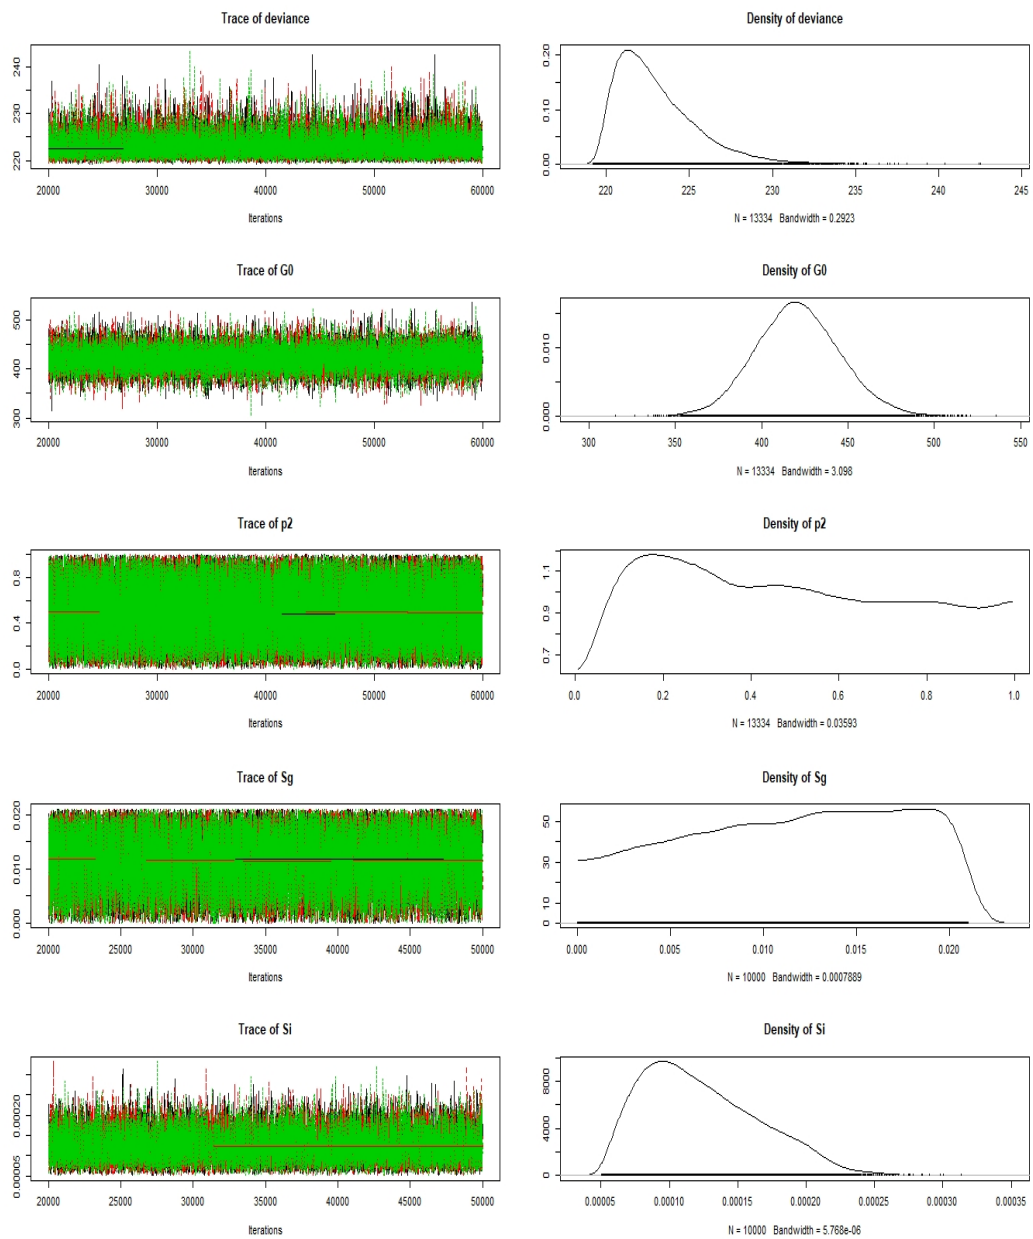 Trace of deviance
Density of deviance
220 230 240
0.00 0.10 0.20
20000 30000 40000 50000 60000
220 225 230 235 240 245
Iterations
N = 13334 Bandwidth = 0.2923
Trace of G0
Density of G0
300 400 500
0.000 0.010
20000 30000 40000 50000 60000
300 350 400 450 500 550
Iterations
N = 13334 Bandwidth = 3.098
Trace of p2
Density of p2
0.0 0.4 0.8
0.7 0.9 1.1
20000 30000 40000 50000 60000
0.0 0.2 0.4 0.6 0.8 1.0
Iterations
N = 13334 Bandwidth = 0.03593
Trace of Sg
Density of Sg
0.000 0.010 0.020
0 10 30 50
20000 25000 30000 35000 40000 45000 50000
0.000 0.005 0.010 0.015 0.020
Iterations
N = 10000 Bandwidth = 0.0007889
Trace of Si
Density of Si
0.00005 0.00020
0 4000 8000
20000 25000 30000 35000 40000 45000 50000
0.00005 0.00010 0.00015 0.00020 0.00025 0.00030 0.00035
Iterations
N = 10000 Bandwidth = 5.768e-06